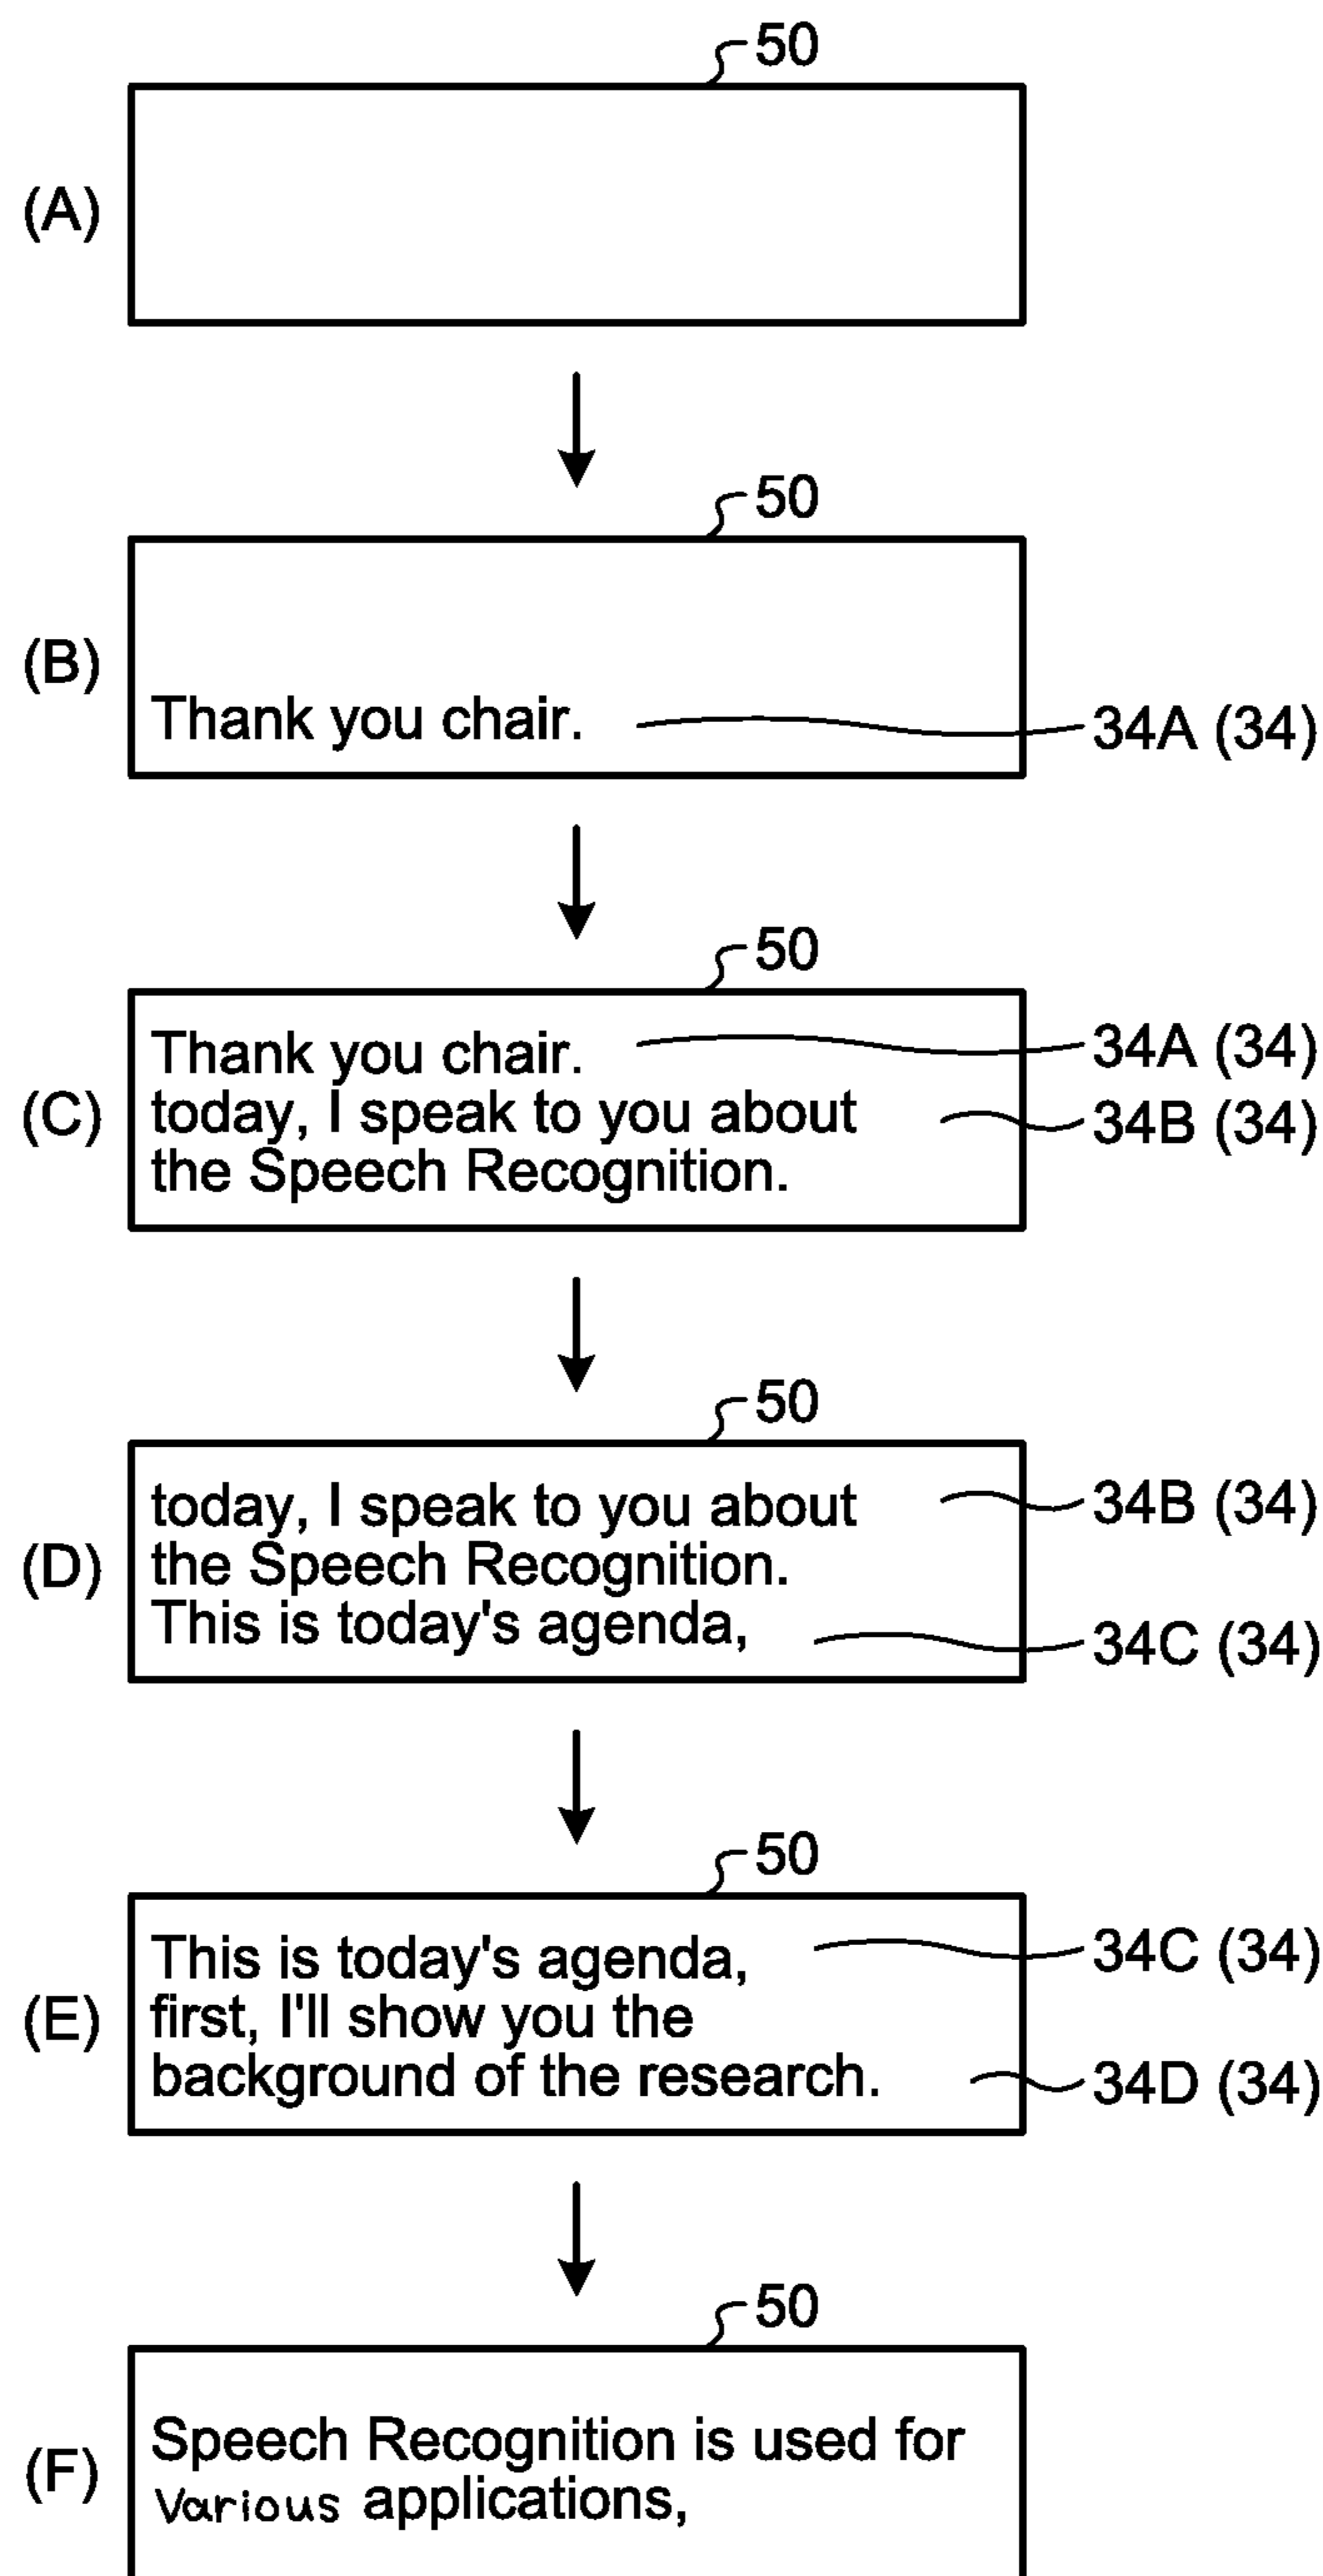 50
(A)
50
(B)
Thank you chair.
34A (34)
50
(C)
Thank you chair.
34A (34)
today, I speak to you about
34B (34)
the Speech Recognition.
50
(D)
today, I speak to you about
34B (34)
the Speech Recognition.
This is today's agenda,
34C (34)
50
(E)
This is today's agenda,
34C (34)
first, I'll show you the
background of the research.
34D (34)
50
(F)
Speech Recognition is used for
Various applications,